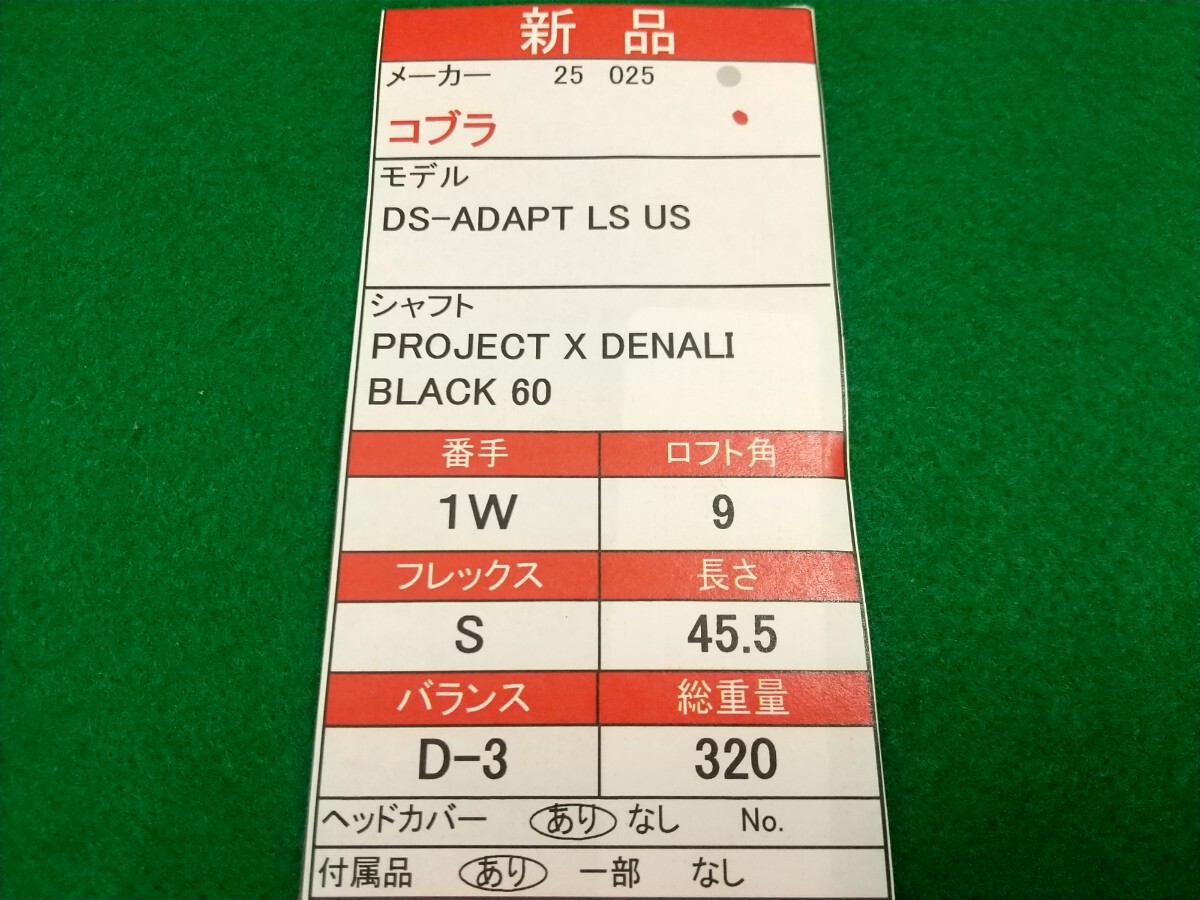 新 品
メーカー 25 025
コブラ
モデル
DS-ADAPT LS US
シャフト
PROJECT X DENALI
BLACK 60
番手 ロフト角
1W 9
フレックス 長さ
S 45.5
バランス 総重量
D-3 320
ヘッドカバー あり なし No.
付属品 あり 一部 なし